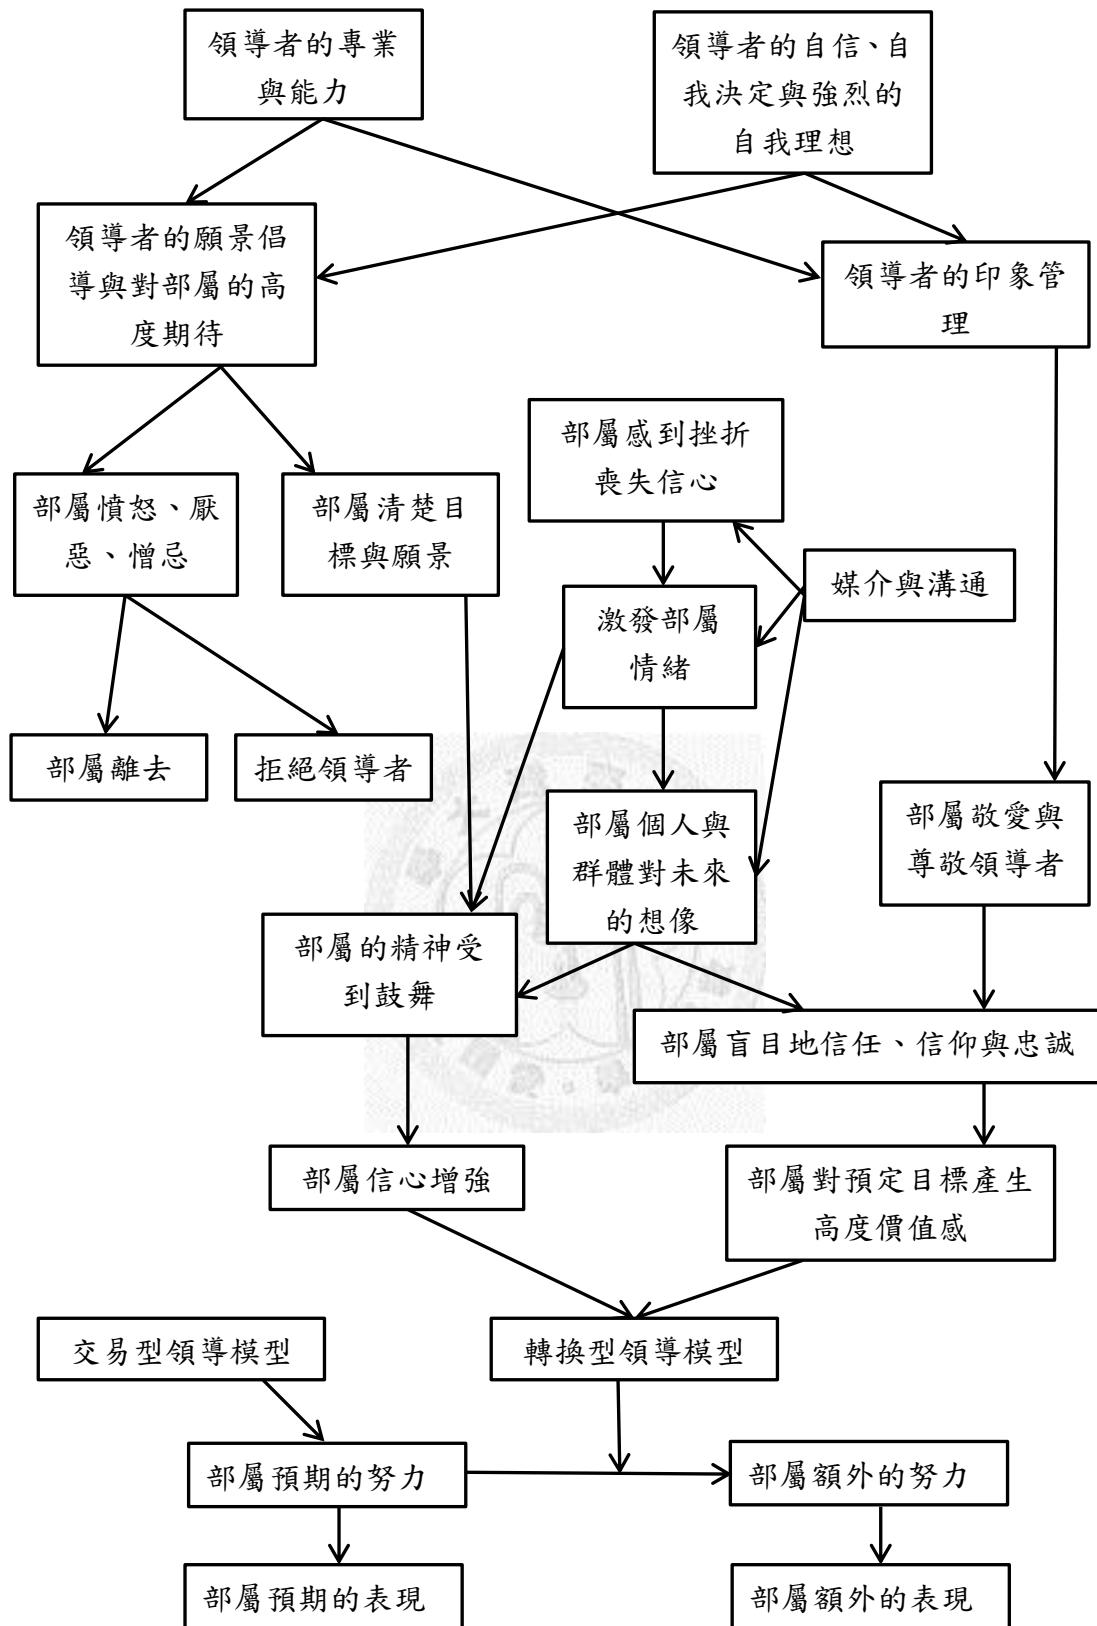 領導者的專業
與能力
領導者的自信、自
我決定與強烈的
自我理想
領導者的願景倡
導與對部屬的高
度期待
領導者的印象管
理
部屬感到挫折
喪失信心
部屬憤怒、厭
惡、憎忌
部屬清楚目
標與願景
媒介與溝通
激發部屬
情緒
部屬離去
拒絕領導者
部屬個人與
群體對未來
的想像
部屬敬愛與
尊敬領導者
部屬的精神受
到鼓舞
部屬盲目地信任、信仰與忠誠
部屬信心增強
部屬對預定目標產生
高度價值感
交易型領導模型
轉換型領導模型
部屬預期的努力
部屬額外的努力
部屬預期的表現
部屬額外的表現